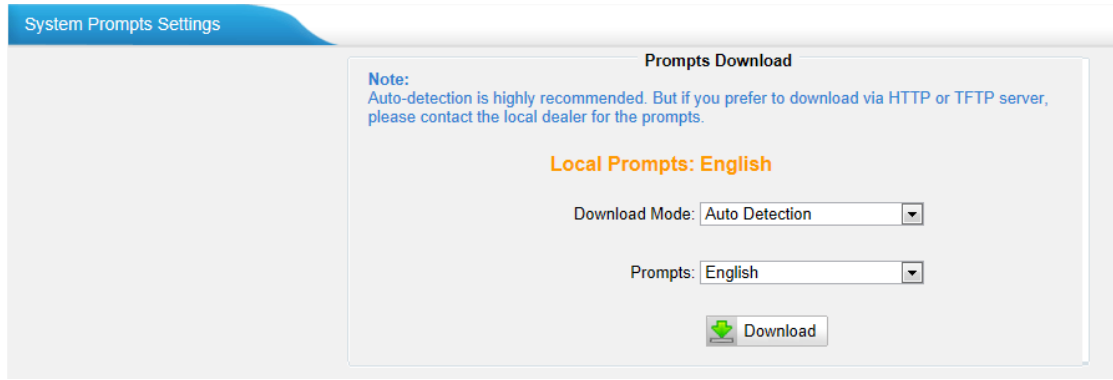 System Prompts Settings
Prompts Download
Note:
Auto-detection is highly recommended. But if you prefer to download via HTTP or TFTP server,
please contact the local dealer for the prompts.
Local Prompts: English
Download Mode: Auto Detection
Prompts: English
Download